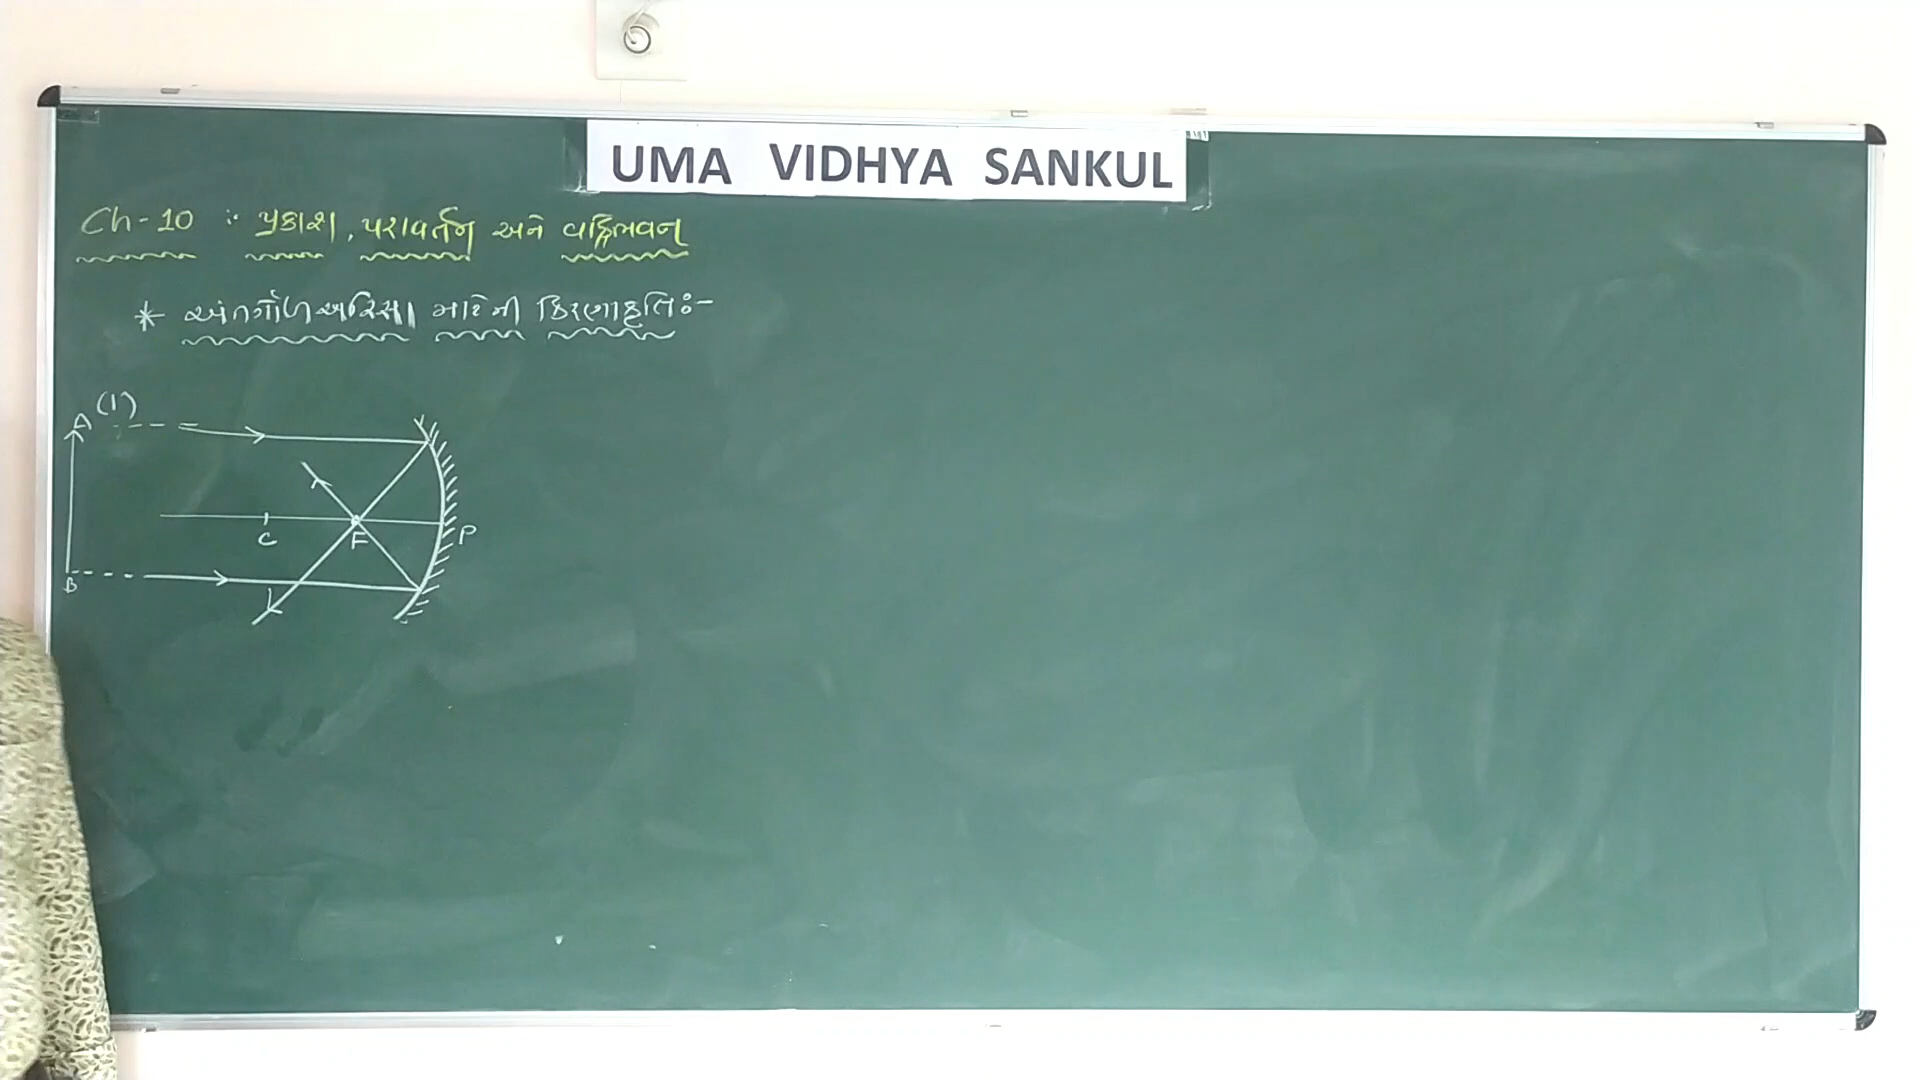 UMA VIDHYA SANKUL
Ch-10 : પ્રકાશ, પરાવર્તન અને વક્રિભવન
* અંતર્ગોળ અરિસા માટેની કિરણાકૃતિ :-
(1)
A
C
F
P
B